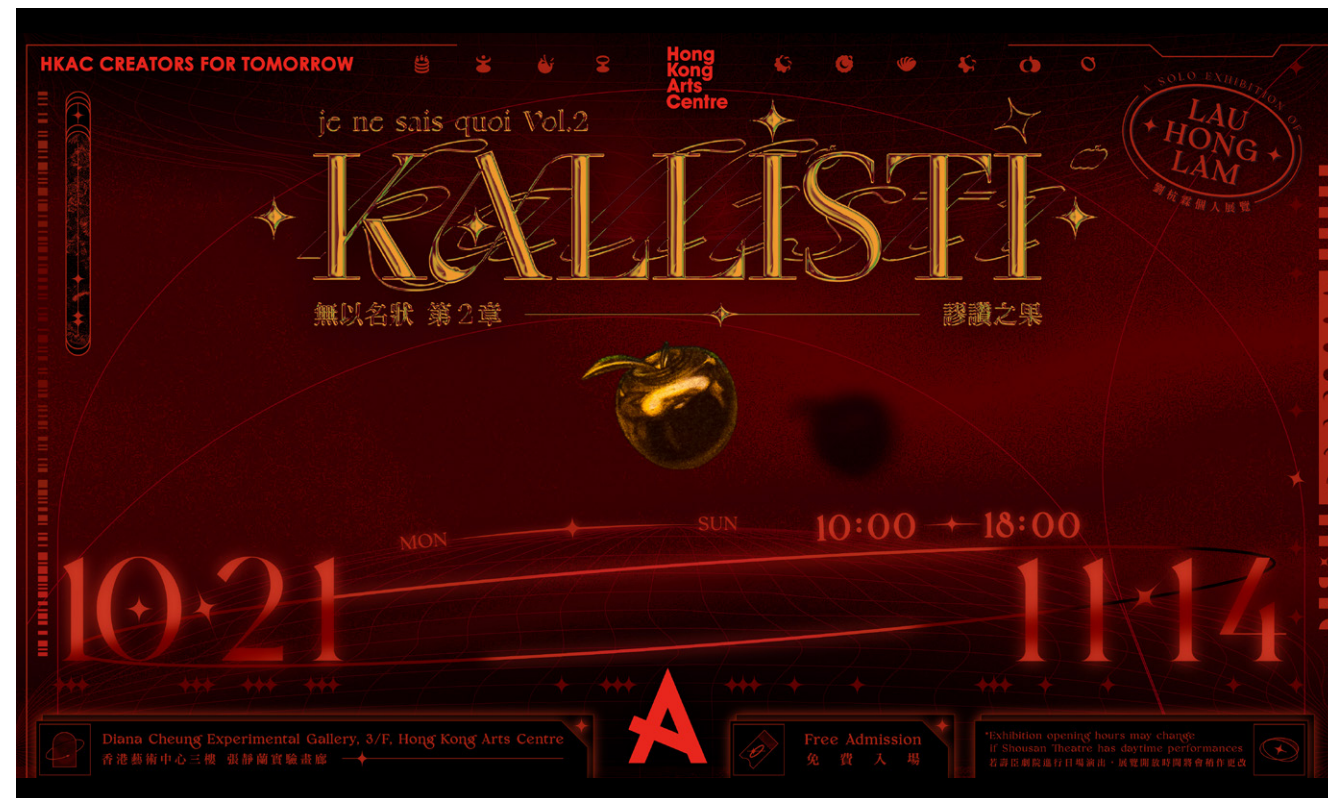 HKAC CREATORS FOR TOMORROW
Hong
Kong
Arts
Centre
A SOLO EXHIBITION OF
LAU
HONG
LAM
劉杭霖個人展覽
je ne sais quoi Vol.2
KALLISTI
Kallisti
無以名狀 第2章
謬讚之果
MON
SUN
10:00
18:00
10·21
11·14
Diana Cheung Experimental Gallery, 3/F, Hong Kong Arts Centre
香港藝術中心三樓 張靜蘭實驗畫廊
Free Admission
免費入場
*Exhibition opening hours may change
if Shousan Theatre has daytime performances
若壽臣劇院進行日場演出，展覽開放時間將會稍作更改